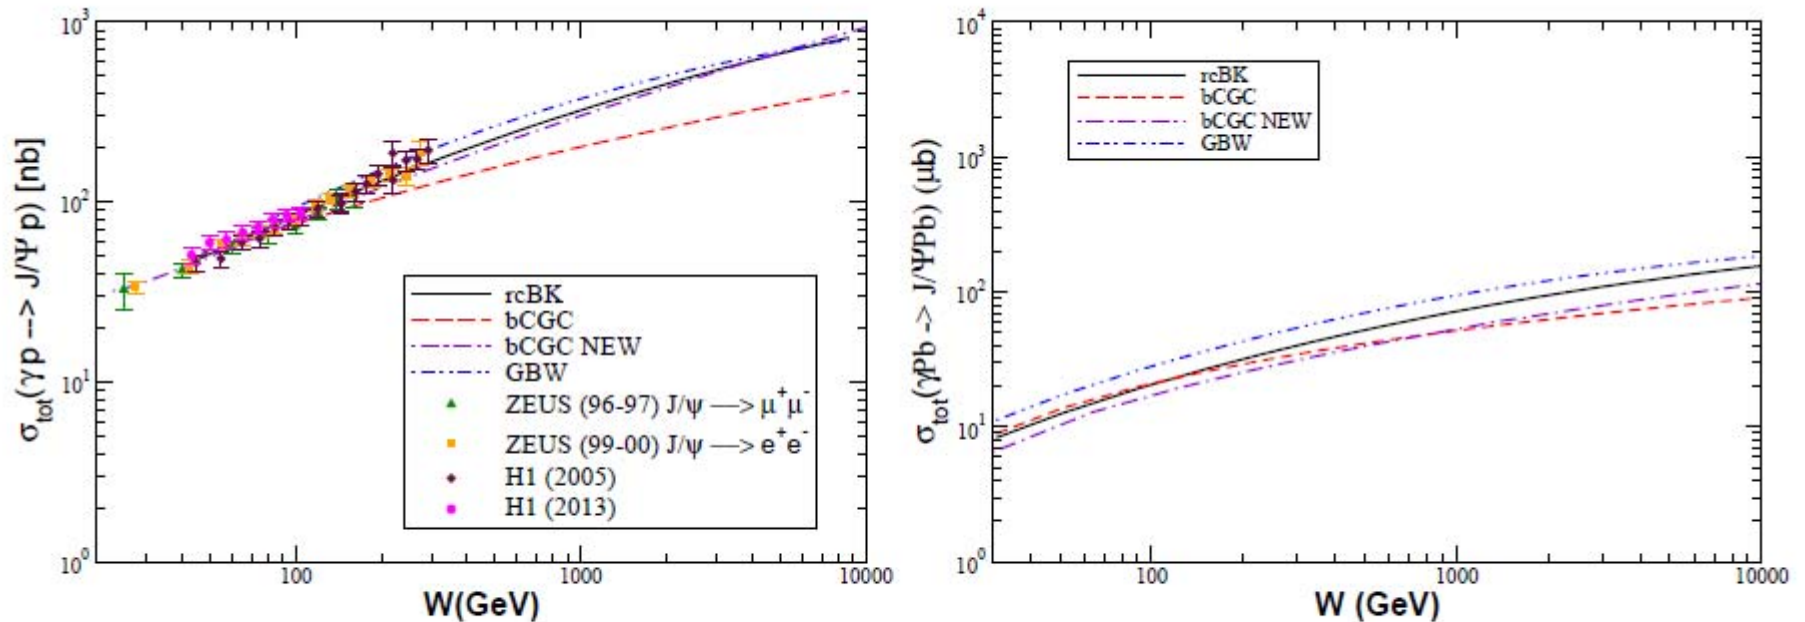 10³
10²
10¹
10⁰
100
1000
10000
σ_tot(γp --> J/Ψ p) [nb]
W(GeV)
rcBK
bCGC
bCGC NEW
GBW
ZEUS (96-97) J/ψ —> μ⁺μ⁻
ZEUS (99-00) J/ψ —> e⁺e⁻
H1 (2005)
H1 (2013)
10⁴
10³
10²
10¹
10⁰
100
1000
10000
σ_tot(γPb -> J/ΨPb) (μb)
W (GeV)
rcBK
bCGC
bCGC NEW
GBW